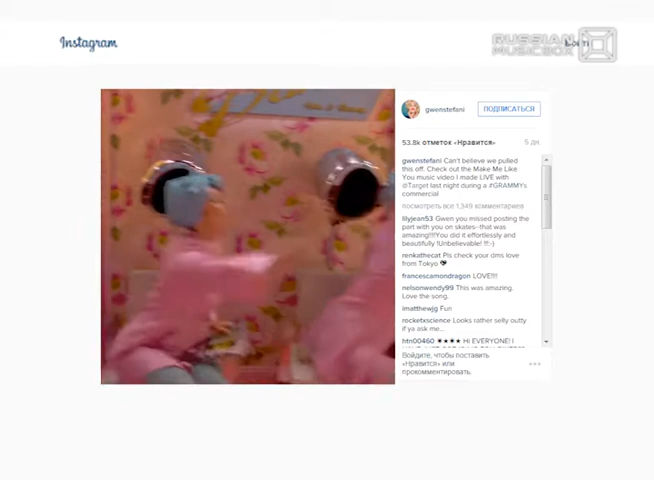 Instagram
RUSSIAN
MUSICBOX
gwenstefani
ПОДПИСАТЬСЯ
53.8k отметок «Нравится»
5 дн.
gwenstefani Can't believe we pulled
this off. Check out the Make Me Like
You music video I made LIVE with
@Target last night during a #GRAMMYs
commercial
посмотреть все 1,349 комментариев
lilyjean53 Gwen you missed posting the
part with you on skates--that was
amazing!!!!You did it effortlessly and
beautifully !Unbelievable! !!:-)
renkathecat Pls check your dms love
from Tokyo
francescamondragon LOVE!!!!
nelsonwendy99 This was amazing.
Love the song.
imatthewjg Fun
rocketxscience Looks rather selly outty
if ya ask me...
htn00460 ★★★★ Hi EVERYONE! I
Войдите, чтобы поставить
«Нравится» или
прокомментировать.